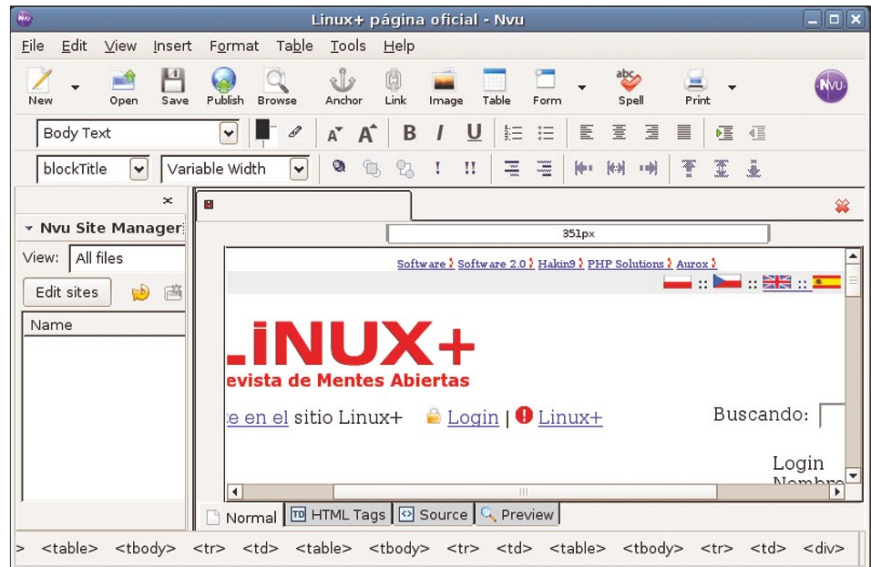 Linux+ página oficial - Nvu
File Edit View Insert Format Table Tools Help
New Open Save Publish Browse Anchor Link Image Table Form Spell Print
Body Text
blockTitle Variable Width
Nvu Site Manager
View: All files
Edit sites
Name
351px
Software Software 2.0 Hakin9 PHP Solutions Aurox
:: :: ::
LiNUX+
evista de Mentes Abiertas
e en el sitio Linux+ Login | Linux+
Buscando:
Login
Nombre
Normal HTML Tags Source Preview
> <table> <tbody> <tr> <td> <table> <tbody> <tr> <td> <table> <tbody> <tr> <td> <div>